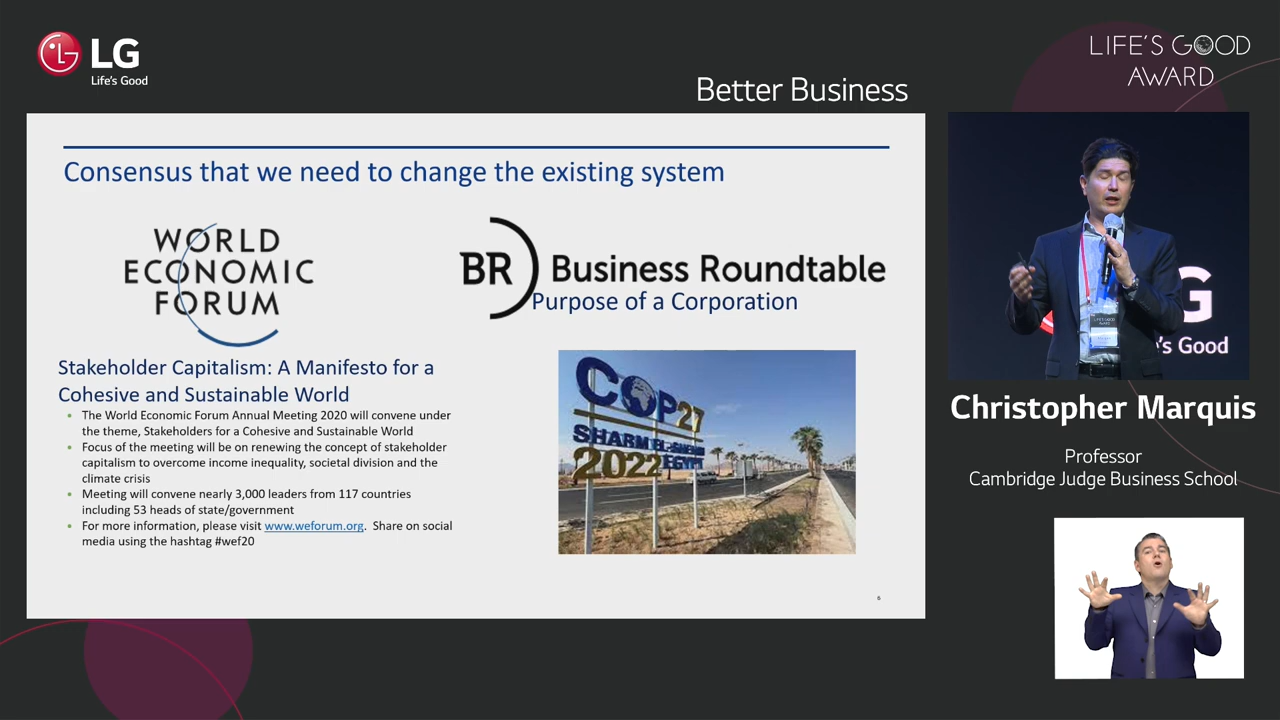 LG
Life's Good
LIFE'S GOOD
AWARD
Better Business
Consensus that we need to change the existing system
WORLD
ECONOMIC
FORUM
BR Business Roundtable
Purpose of a Corporation
Stakeholder Capitalism: A Manifesto for a
Cohesive and Sustainable World
• The World Economic Forum Annual Meeting 2020 will convene under
the theme, Stakeholders for a Cohesive and Sustainable World
• Focus of the meeting will be on renewing the concept of stakeholder
capitalism to overcome income inequality, societal division and the
climate crisis
• Meeting will convene nearly 3,000 leaders from 117 countries
including 53 heads of state/government
• For more information, please visit www.weforum.org. Share on social
media using the hashtag #wef20
COP27
SHARM EL-SHEIKH
2022 EGYPT
6
G
e's Good
LIFE'S GOOD
AWARD
Christopher Marquis
Professor
Cambridge Judge Business School